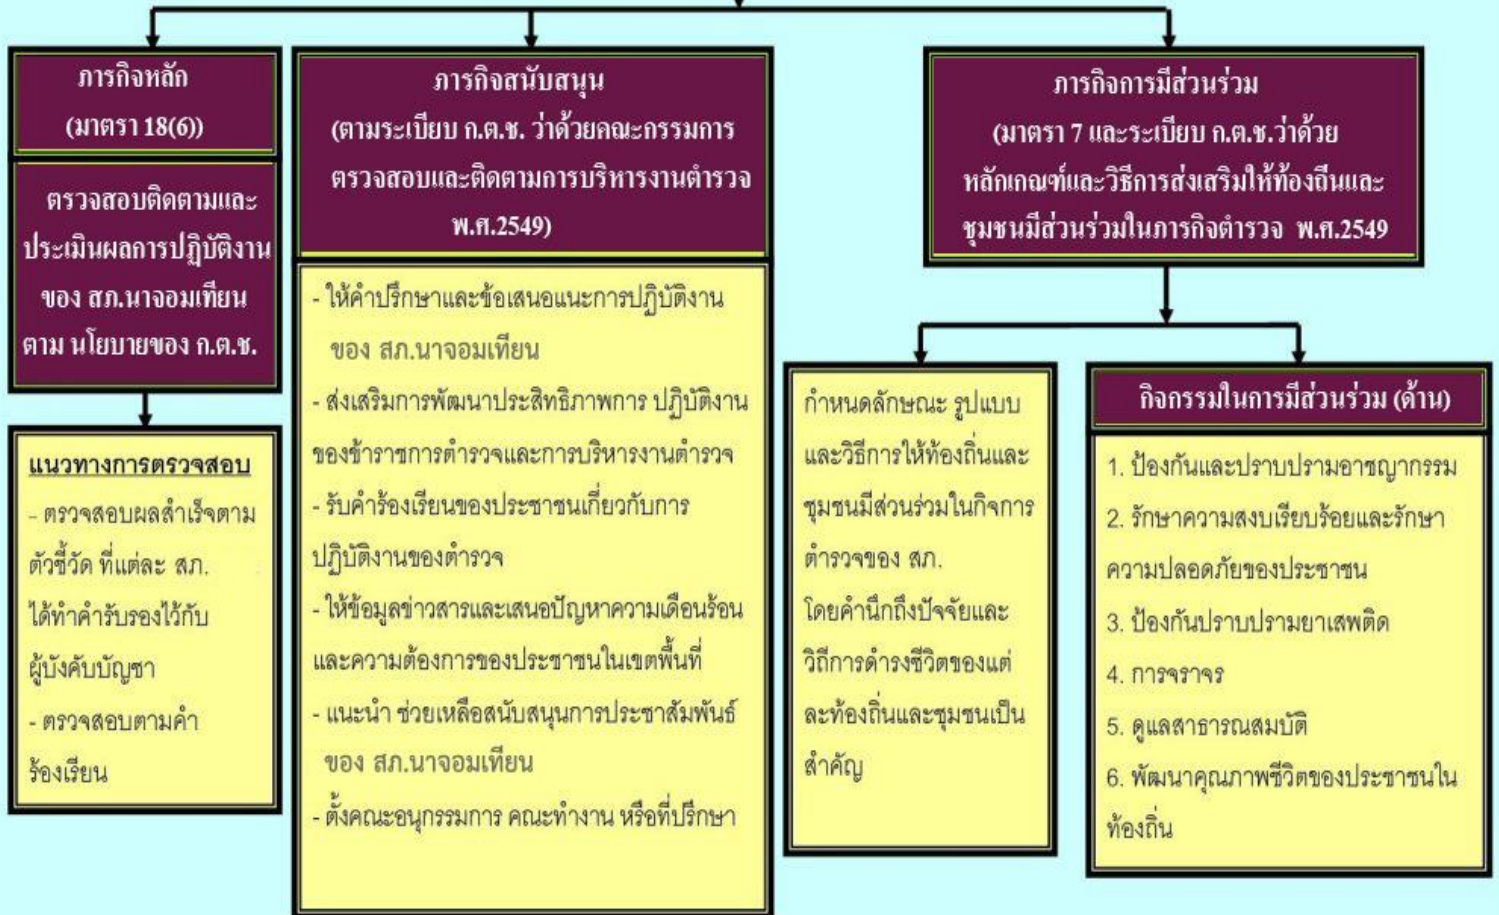 ภารกิจหลัก
(มาตรา 18(6))
ตรวจสอบติดตามและ
ประเมินผลการปฏิบัติงาน
ของ สภ.นาจอมเทียน
ตาม นโยบายของ ก.ต.ช.
แนวทางการตรวจสอบ
- ตรวจสอบผลสำเร็จตาม
ตัวชี้วัด ที่แต่ละ สภ.
ได้ทำคำรับรองไว้กับ
ผู้บังคับบัญชา
- ตรวจสอบตามคำ
ร้องเรียน
ภารกิจสนับสนุน
(ตามระเบียบ ก.ต.ช. ว่าด้วยคณะกรรมการ
ตรวจสอบและติดตามการบริหารงานตำรวจ
พ.ศ.2549)
- ให้คำปรึกษาและข้อเสนอแนะการปฏิบัติงาน
ของ สภ.นาจอมเทียน
- ส่งเสริมการพัฒนาประสิทธิภาพการ ปฏิบัติงาน
ของข้าราชการตำรวจและการบริหารงานตำรวจ
- รับคำร้องเรียนของประชาชนเกี่ยวกับการ
ปฏิบัติงานของตำรวจ
- ให้ข้อมูลข่าวสารและเสนอปัญหาความเดือนร้อน
และความต้องการของประชาชนในเขตพื้นที่
- แนะนำ ช่วยเหลือสนับสนุนการประชาสัมพันธ์
ของ สภ.นาจอมเทียน
- ตั้งคณะอนุกรรมการ คณะทำงาน หรือที่ปรึกษา
ภารกิจการมีส่วนร่วม
(มาตรา 7 และระเบียบ ก.ต.ช.ว่าด้วย
หลักเกณฑ์และวิธีการส่งเสริมให้ท้องถิ่นและ
ชุมชนมีส่วนร่วมในภารกิจตำรวจ พ.ศ.2549
กำหนดลักษณะ รูปแบบ
และวิธีการให้ท้องถิ่นและ
ชุมชนมีส่วนร่วมในกิจการ
ตำรวจของ สภ.
โดยคำนึกถึงปัจจัยและ
วิถีการดำรงชีวิตของแต่
ละท้องถิ่นและชุมชนเป็น
สำคัญ
กิจกรรมในการมีส่วนร่วม (ด้าน)
1. ป้องกันและปราบปรามอาชญากรรม
2. รักษาความสงบเรียบร้อยและรักษา
ความปลอดภัยของประชาชน
3. ป้องกันปราบปรามยาเสพติด
4. การจราจร
5. ดูแลสาธารณสมบัติ
6. พัฒนาคุณภาพชีวิตของประชาชนใน
ท้องถิ่น